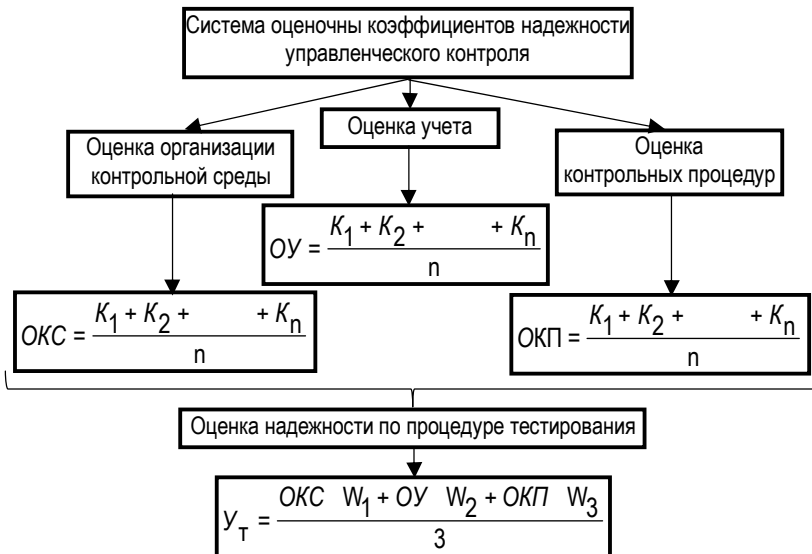 Система оценочны коэффициентов надежности
управленческого контроля
Оценка организации
контрольной среды
Оценка учета
Оценка
контрольных процедур
ОУ = (K₁ + K₂ + + Kₙ) / n
ОКС = (K₁ + K₂ + + Kₙ) / n
ОКП = (K₁ + K₂ + + Kₙ) / n
Оценка надежности по процедуре тестирования
Ут = (ОКС W₁ + ОУ W₂ + ОКП W₃) / 3